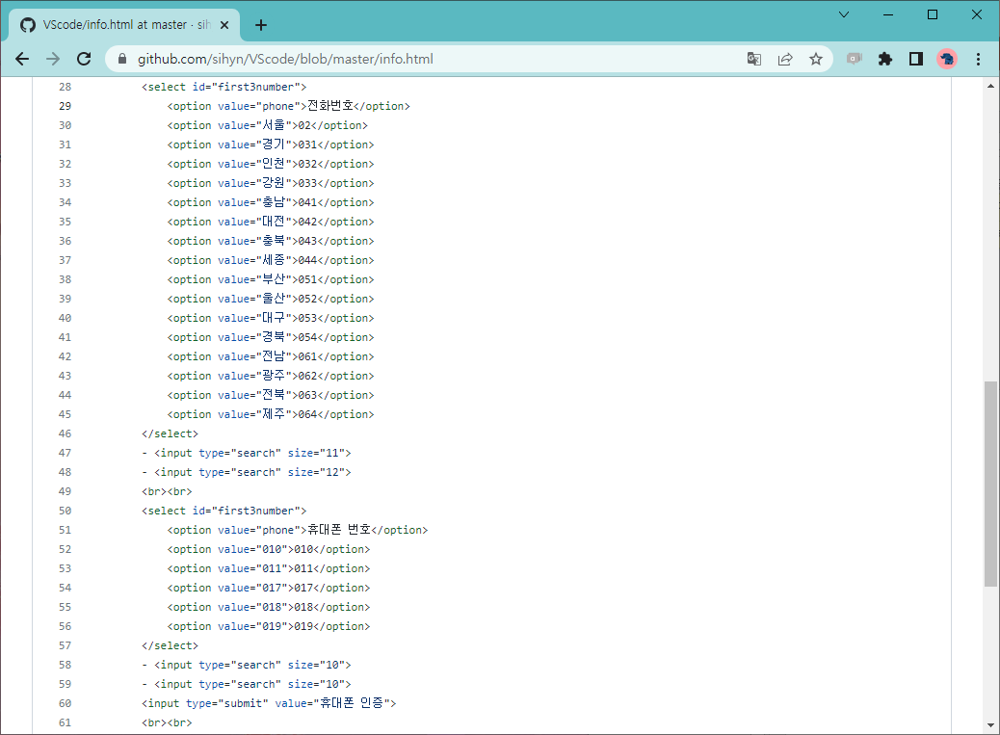 VScode/info.html at master · sih
github.com/sihyn/VScode/blob/master/info.html
28 <select id="first3number">
29 <option value="phone">전화번호</option>
30 <option value="서울">02</option>
31 <option value="경기">031</option>
32 <option value="인천">032</option>
33 <option value="강원">033</option>
34 <option value="충남">041</option>
35 <option value="대전">042</option>
36 <option value="충북">043</option>
37 <option value="세종">044</option>
38 <option value="부산">051</option>
39 <option value="울산">052</option>
40 <option value="대구">053</option>
41 <option value="경북">054</option>
42 <option value="전남">061</option>
43 <option value="광주">062</option>
44 <option value="전북">063</option>
45 <option value="제주">064</option>
46 </select>
47 - <input type="search" size="11">
48 - <input type="search" size="12">
49 <br><br>
50 <select id="first3number">
51 <option value="phone">휴대폰 번호</option>
52 <option value="010">010</option>
53 <option value="011">011</option>
54 <option value="017">017</option>
55 <option value="018">018</option>
56 <option value="019">019</option>
57 </select>
58 - <input type="search" size="10">
59 - <input type="search" size="10">
60 <input type="submit" value="휴대폰 인증">
61 <br><br>